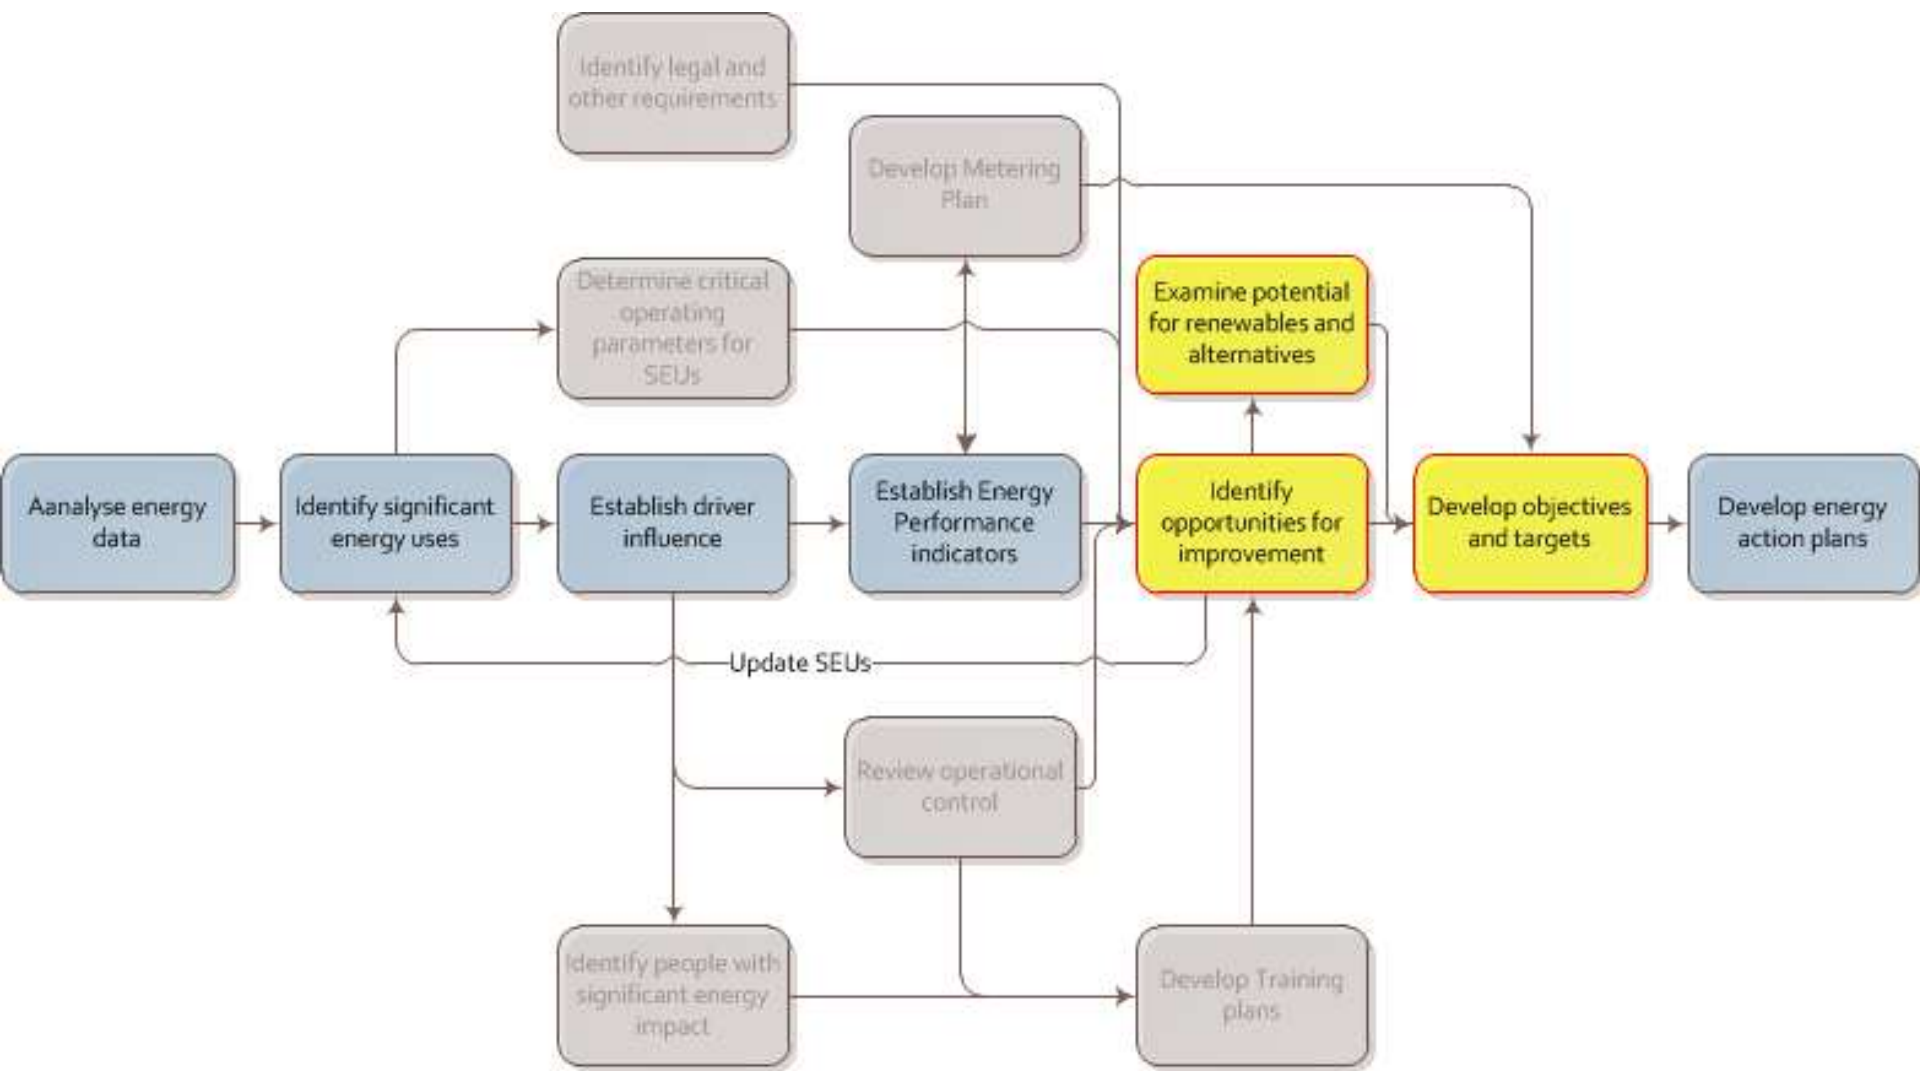 Identify legal and
other requirements
Develop Metering
Plan
Determine critical
operating
parameters for
SEUs
Examine potential
for renewables and
alternatives
Aanalyse energy
data
Identify significant
energy uses
Establish driver
influence
Establish Energy
Performance
indicators
Identify
opportunities for
improvement
Develop objectives
and targets
Develop energy
action plans
Update SEUs
Review operational
control
Identify people with
significant energy
impact
Develop Training
plans